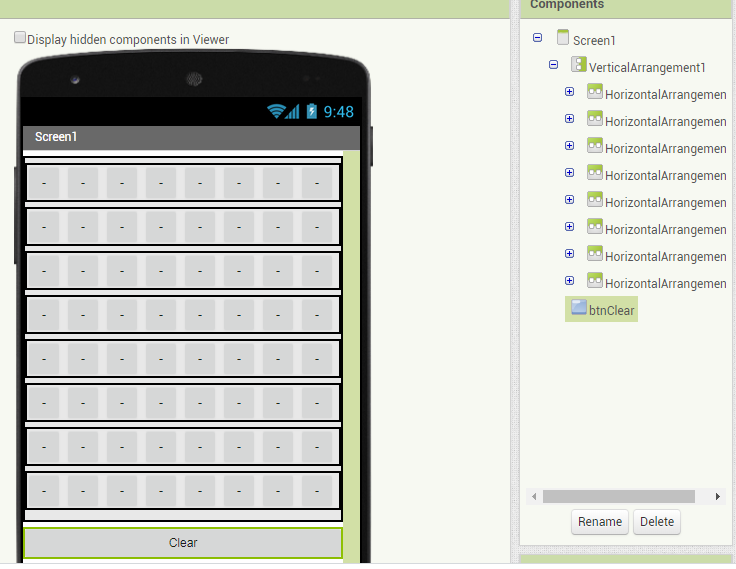 Components
Display hidden components in Viewer
Screen1
VerticalArrangement1
HorizontalArrangemen
HorizontalArrangemen
HorizontalArrangemen
HorizontalArrangemen
HorizontalArrangemen
HorizontalArrangemen
HorizontalArrangemen
HorizontalArrangemen
btnClear
Rename Delete
9:48
Screen1
- - - - - - - -
- - - - - - - -
- - - - - - - -
- - - - - - - -
- - - - - - - -
- - - - - - - -
- - - - - - - -
- - - - - - - -
Clear